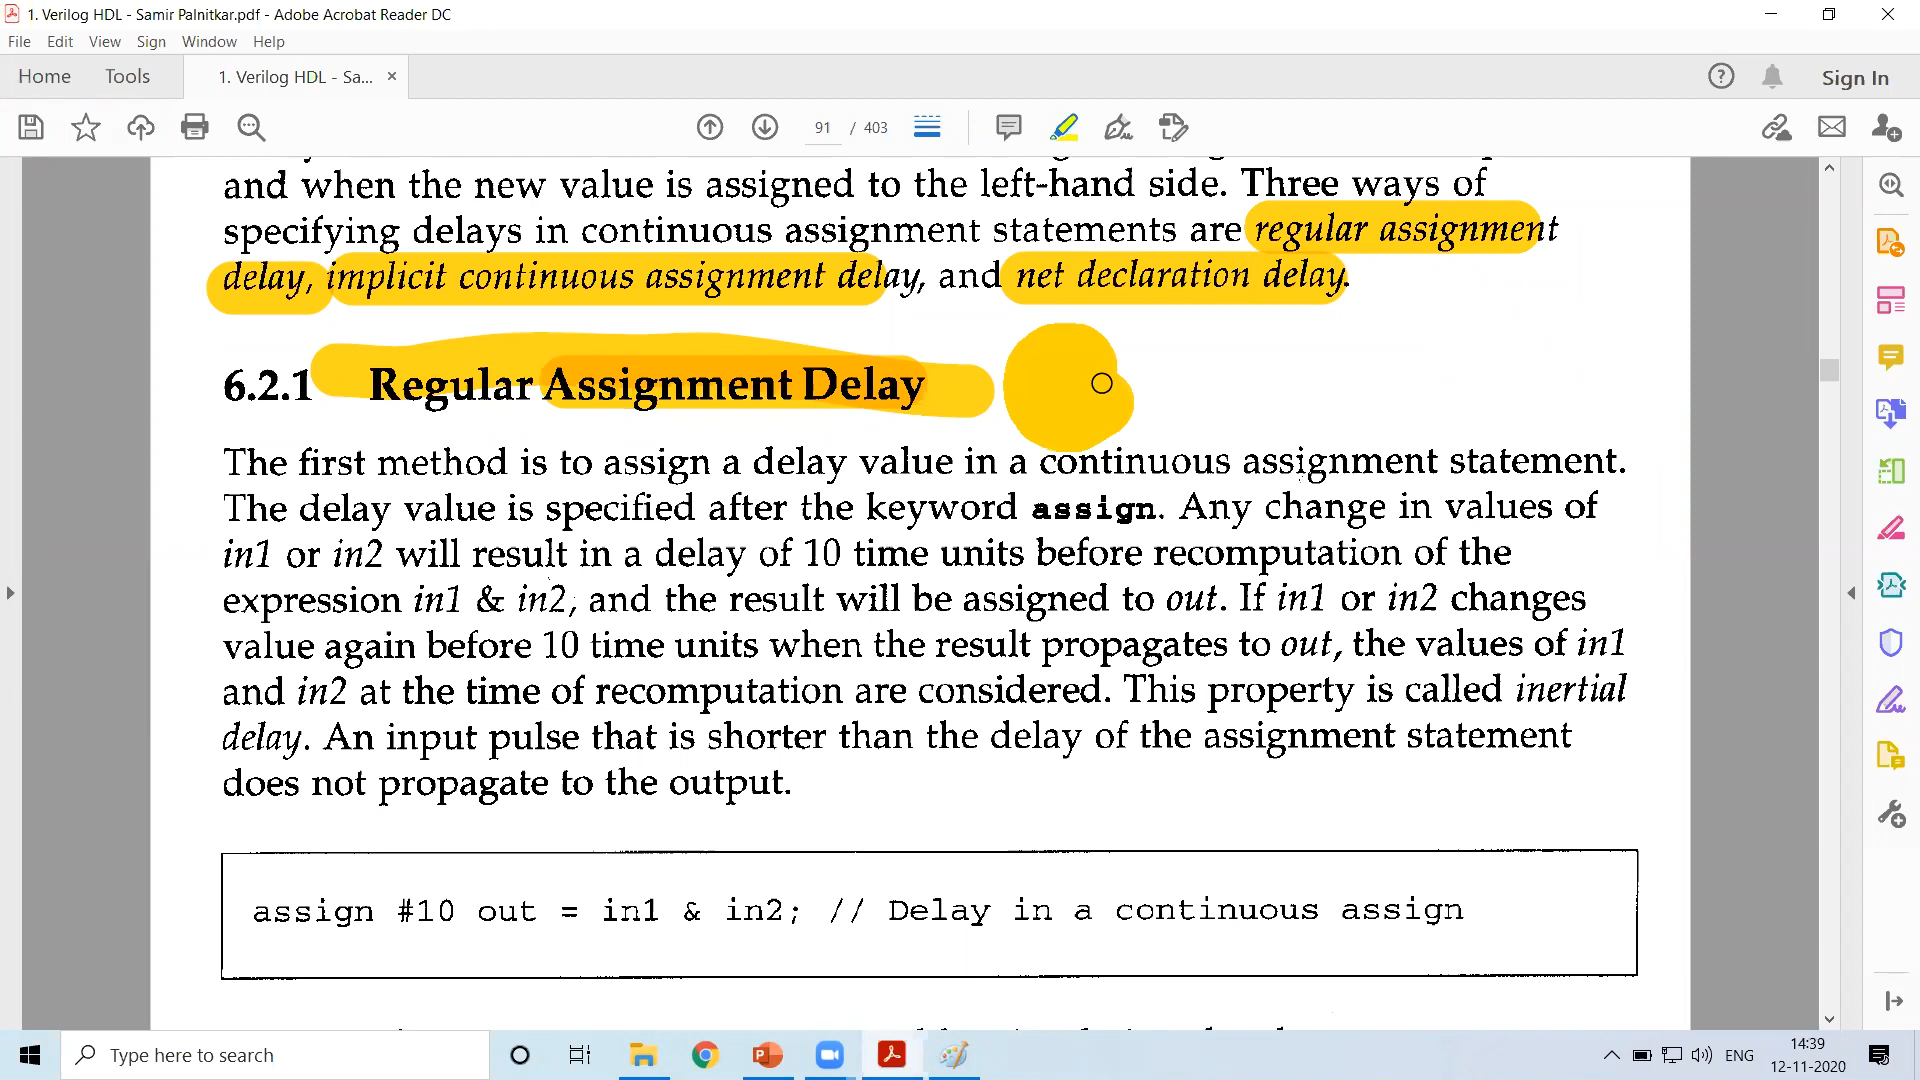 1. Verilog HDL - Samir Palnitkar.pdf - Adobe Acrobat Reader DC
File Edit View Sign Window Help
Home Tools 1. Verilog HDL - Sa... × Sign In
91 / 403
and when the new value is assigned to the left-hand side. Three ways of
specifying delays in continuous assignment statements are regular assignment
delay, implicit continuous assignment delay, and net declaration delay.
6.2.1 Regular Assignment Delay
The first method is to assign a delay value in a continuous assignment statement.
The delay value is specified after the keyword assign. Any change in values of
in1 or in2 will result in a delay of 10 time units before recomputation of the
expression in1 & in2, and the result will be assigned to out. If in1 or in2 changes
value again before 10 time units when the result propagates to out, the values of in1
and in2 at the time of recomputation are considered. This property is called inertial
delay. An input pulse that is shorter than the delay of the assignment statement
does not propagate to the output.
assign #10 out = in1 & in2; // Delay in a continuous assign
Type here to search
ENG
14:39
12-11-2020